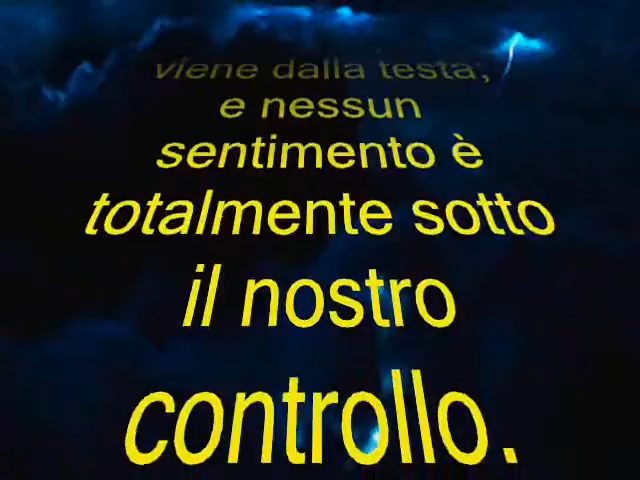 viene dalla testa;
e nessun
sentimento è
totalmente sotto
il nostro
controllo.